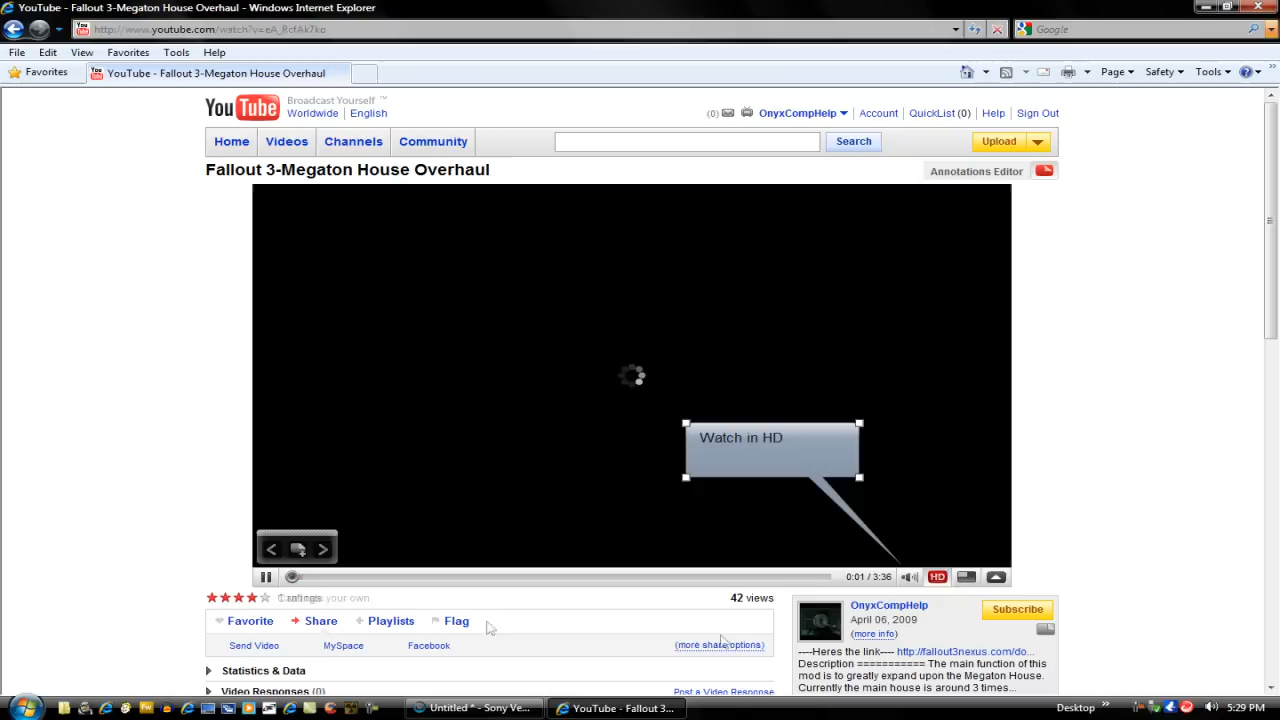 YouTube - Fallout 3-Megaton House Overhaul - Windows Internet Explorer
http://www.youtube.com/watch?v=eA_RcfAk7ko
Google
File Edit View Favorites Tools Help
Favorites YouTube - Fallout 3-Megaton House Overhaul Page Safety Tools
YouTube Broadcast Yourself ™
Worldwide English
(0) OnyxCompHelp Account QuickList (0) Help Sign Out
Home Videos Channels Community Search Upload
Fallout 3-Megaton House Overhaul
Annotations Editor
Watch in HD
0:01 / 3:36 HD
42 views
Favorite Share Playlists Flag
Send Video MySpace Facebook (more share options)
Statistics & Data
Video Responses (0) Post a Video Response
OnyxCompHelp
April 06, 2009
(more info)
Subscribe
----Heres the link---- http://fallout3nexus.com/do...
Description =========== The main function of this
mod is to greatly expand upon the Megaton House.
Currently the main house is around 3 times...
Untitled * - Sony Ve... YouTube - Fallout 3... Desktop 5:29 PM